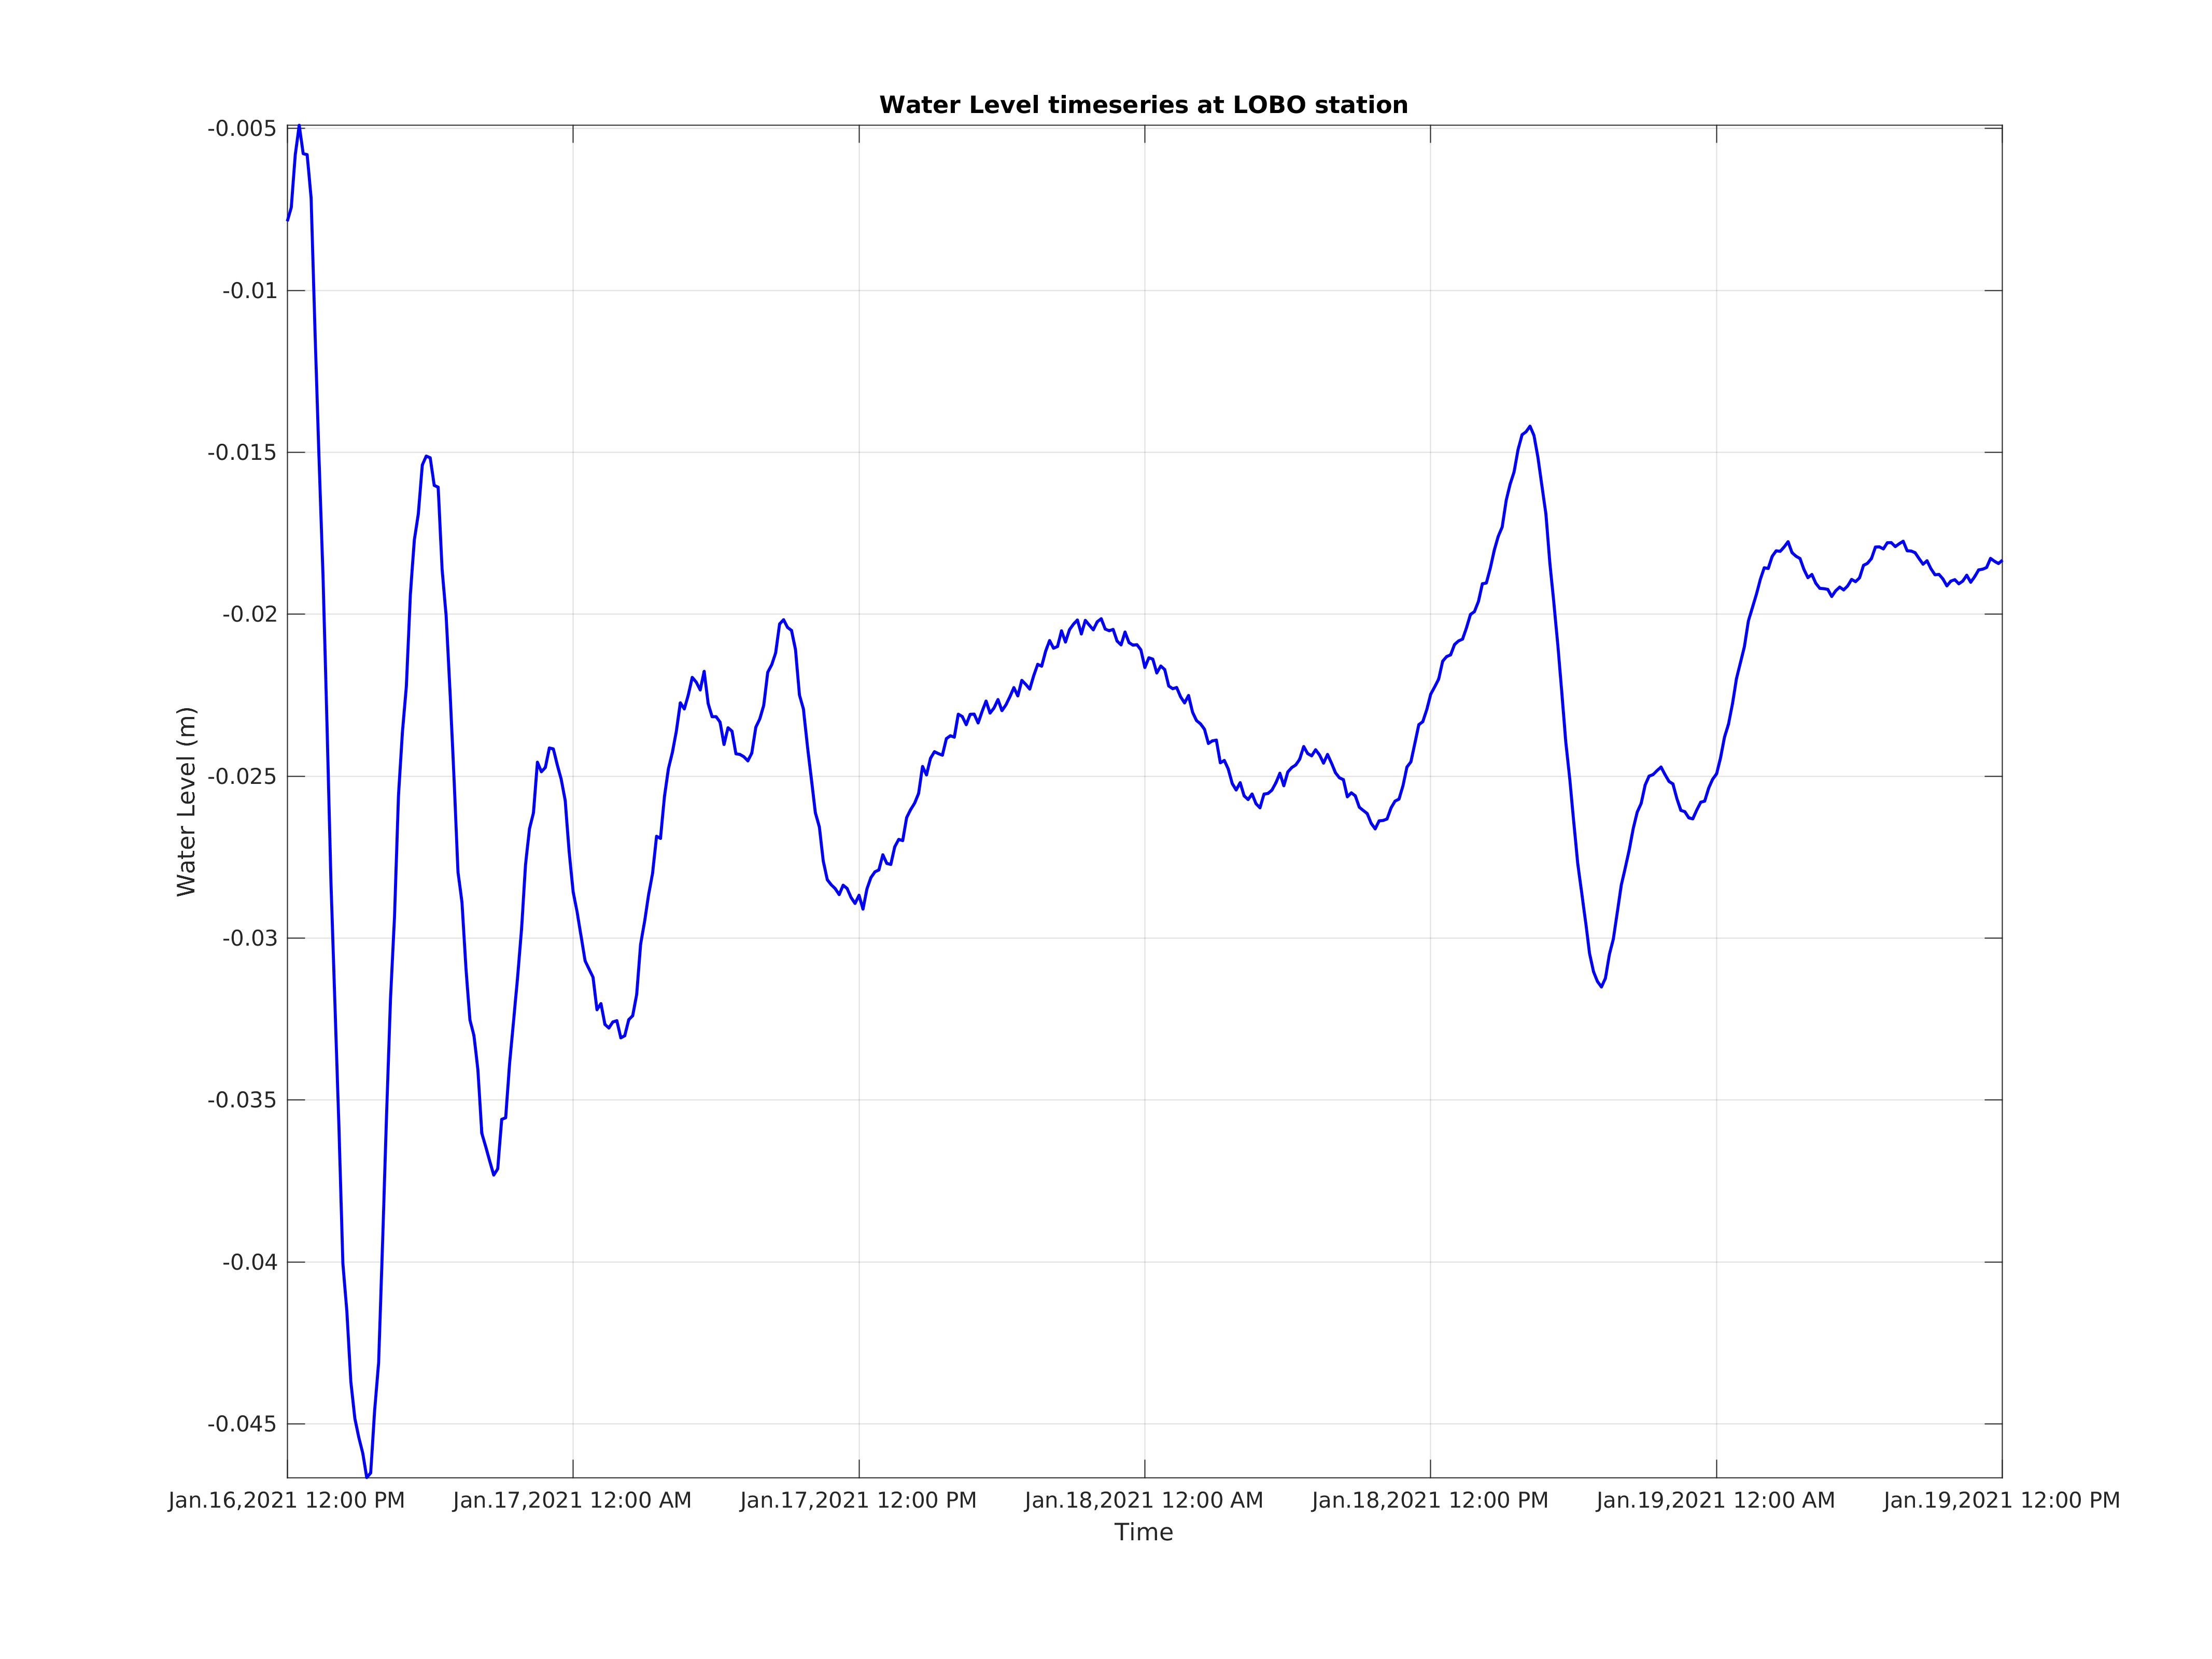 Water Level timeseries at LOBO station
-0.005
-0.01
-0.015
-0.02
-0.025
-0.03
-0.035
-0.04
-0.045
Water Level (m)
Jan.16,2021 12:00 PM Jan.17,2021 12:00 AM Jan.17,2021 12:00 PM Jan.18,2021 12:00 AM Jan.18,2021 12:00 PM Jan.19,2021 12:00 AM Jan.19,2021 12:00 PM
Time